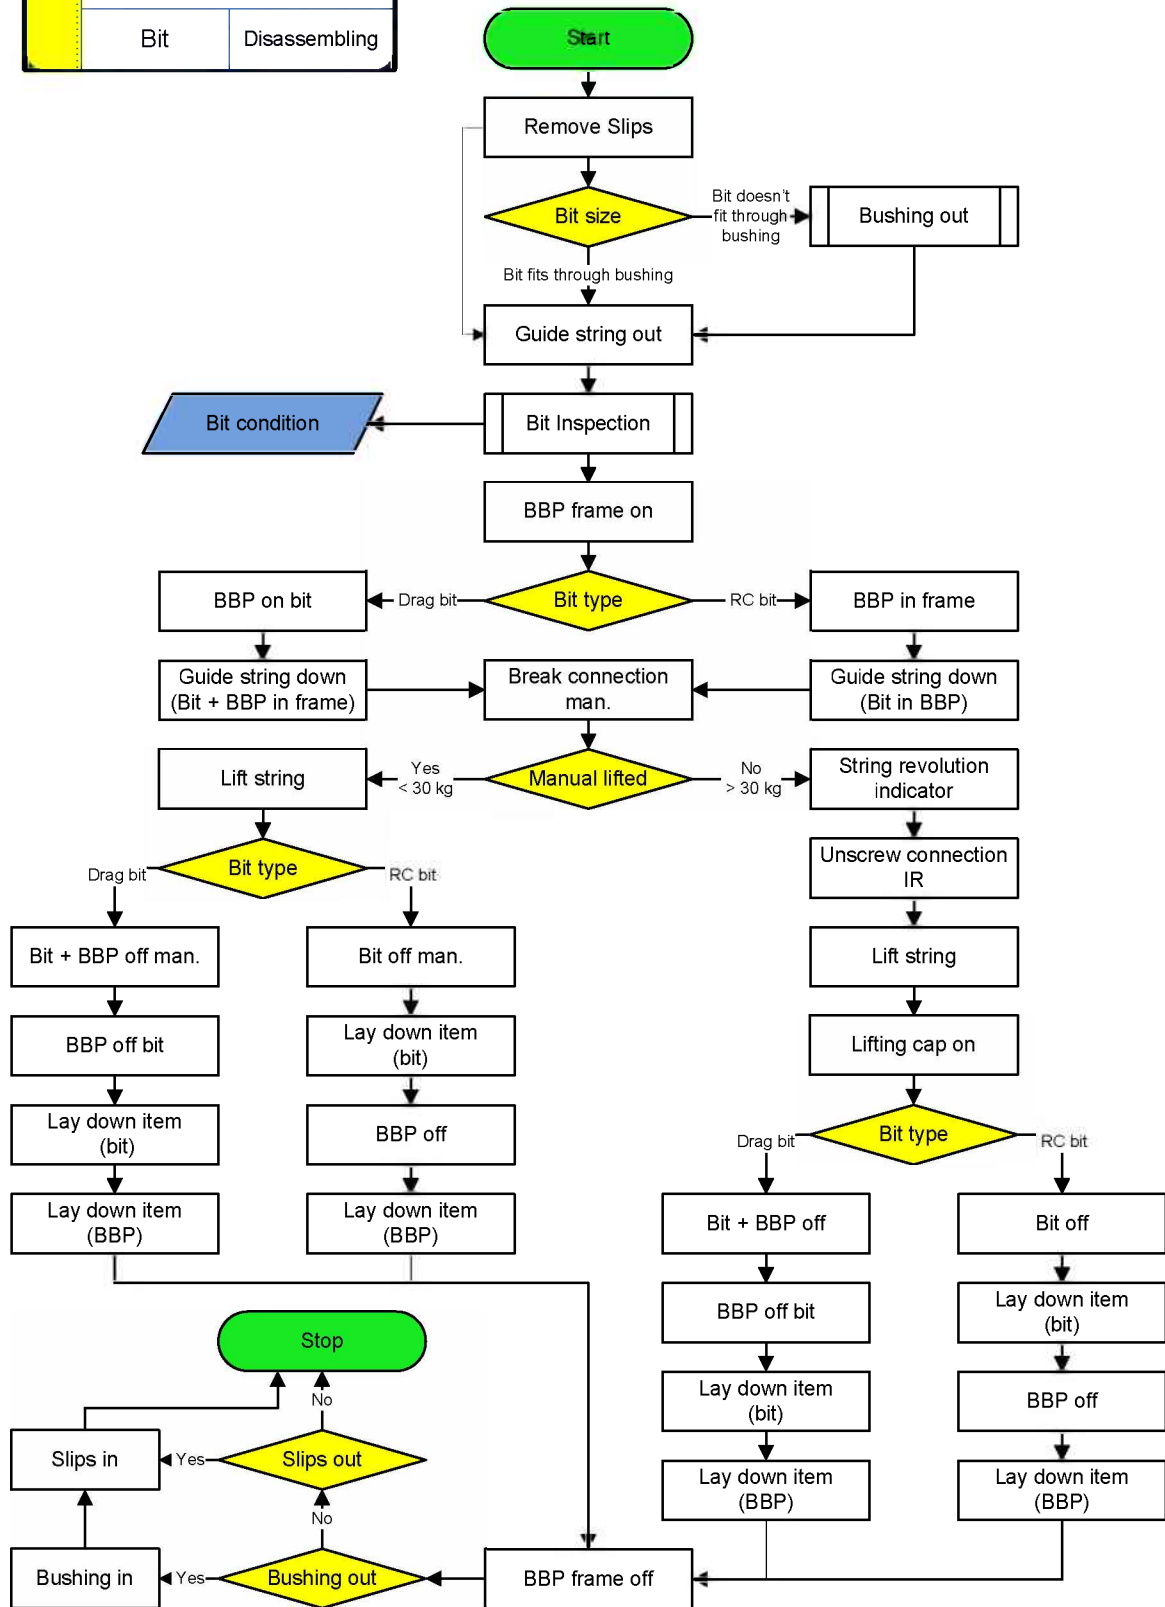 Bit
Disassembling
Start
Remove Slips
Bit size
Bit doesn't
fit through
bushing
Bushing out
Bit fits through bushing
Guide string out
Bit condition
Bit Inspection
BBP frame on
BBP on bit
Drag bit
Bit type
RC bit
BBP in frame
Guide string down
(Bit + BBP in frame)
Break connection
man.
Guide string down
(Bit in BBP)
Lift string
Yes
< 30 kg
Manual lifted
No
> 30 kg
String revolution
indicator
Unscrew connection
IR
Drag bit
Bit type
RC bit
Bit + BBP off man.
Bit off man.
Lift string
BBP off bit
Lay down item
(bit)
Lifting cap on
Lay down item
(bit)
BBP off
Drag bit
Bit type
RC bit
Lay down item
(BBP)
Lay down item
(BBP)
Bit + BBP off
Bit off
BBP off bit
Lay down item
(bit)
Stop
Lay down item
(bit)
BBP off
No
Slips in
Yes
Slips out
Lay down item
(BBP)
Lay down item
(BBP)
No
Bushing in
Yes
Bushing out
BBP frame off